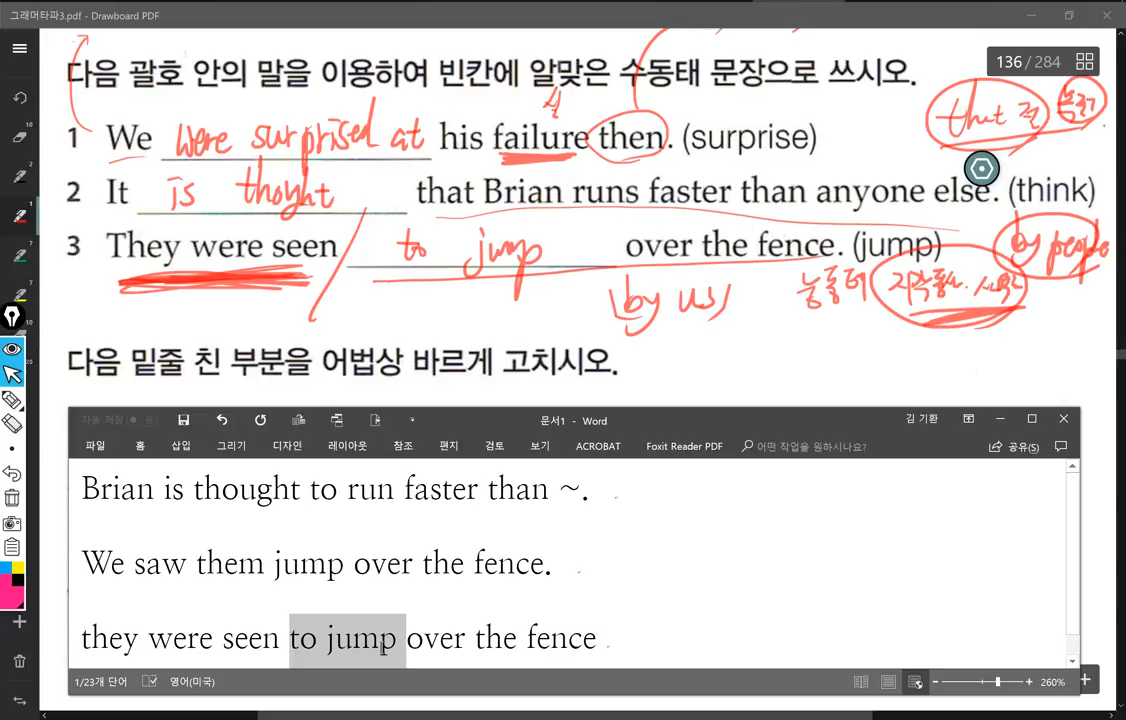 그래머타파3.pdf - Drawboard PDF
136 / 284
다음 괄호 안의 말을 이용하여 빈칸에 알맞은 수동태 문장으로 쓰시오.
that 절
1 We were surprised at his failure then. (surprise)
2 It is thoyht that Brian runs faster than anyone else. (think)
by people
3 They were seen to jump over the fence. (jump)
(by us)
능동태
다음 밑줄 친 부분을 어법상 바르게 고치시오.
자동 저장
문서1 - Word
김 기환
파일 홈 삽입 그리기 디자인 레이아웃 참조 편지 검토 보기 ACROBAT Foxit Reader PDF 어떤 작업을 원하시나요? 공유(S)
Brian is thought to run faster than ~.
We saw them jump over the fence.
they were seen to jump over the fence
1/23개 단어 영어(미국) 260%